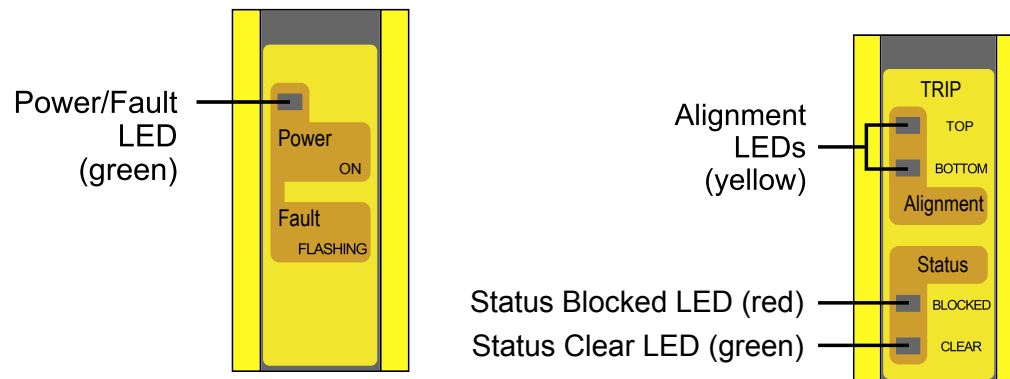 Power/Fault
LED
(green)
Power
ON
Fault
FLASHING
Alignment
LEDs
(yellow)
TRIP
TOP
BOTTOM
Alignment
Status
Status Blocked LED (red)
BLOCKED
Status Clear LED (green)
CLEAR